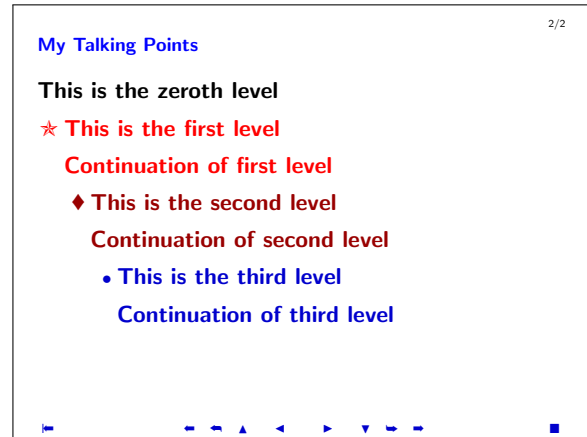 2/2
My Talking Points
This is the zeroth level
✯ This is the first level
Continuation of first level
♦ This is the second level
Continuation of second level
• This is the third level
Continuation of third level